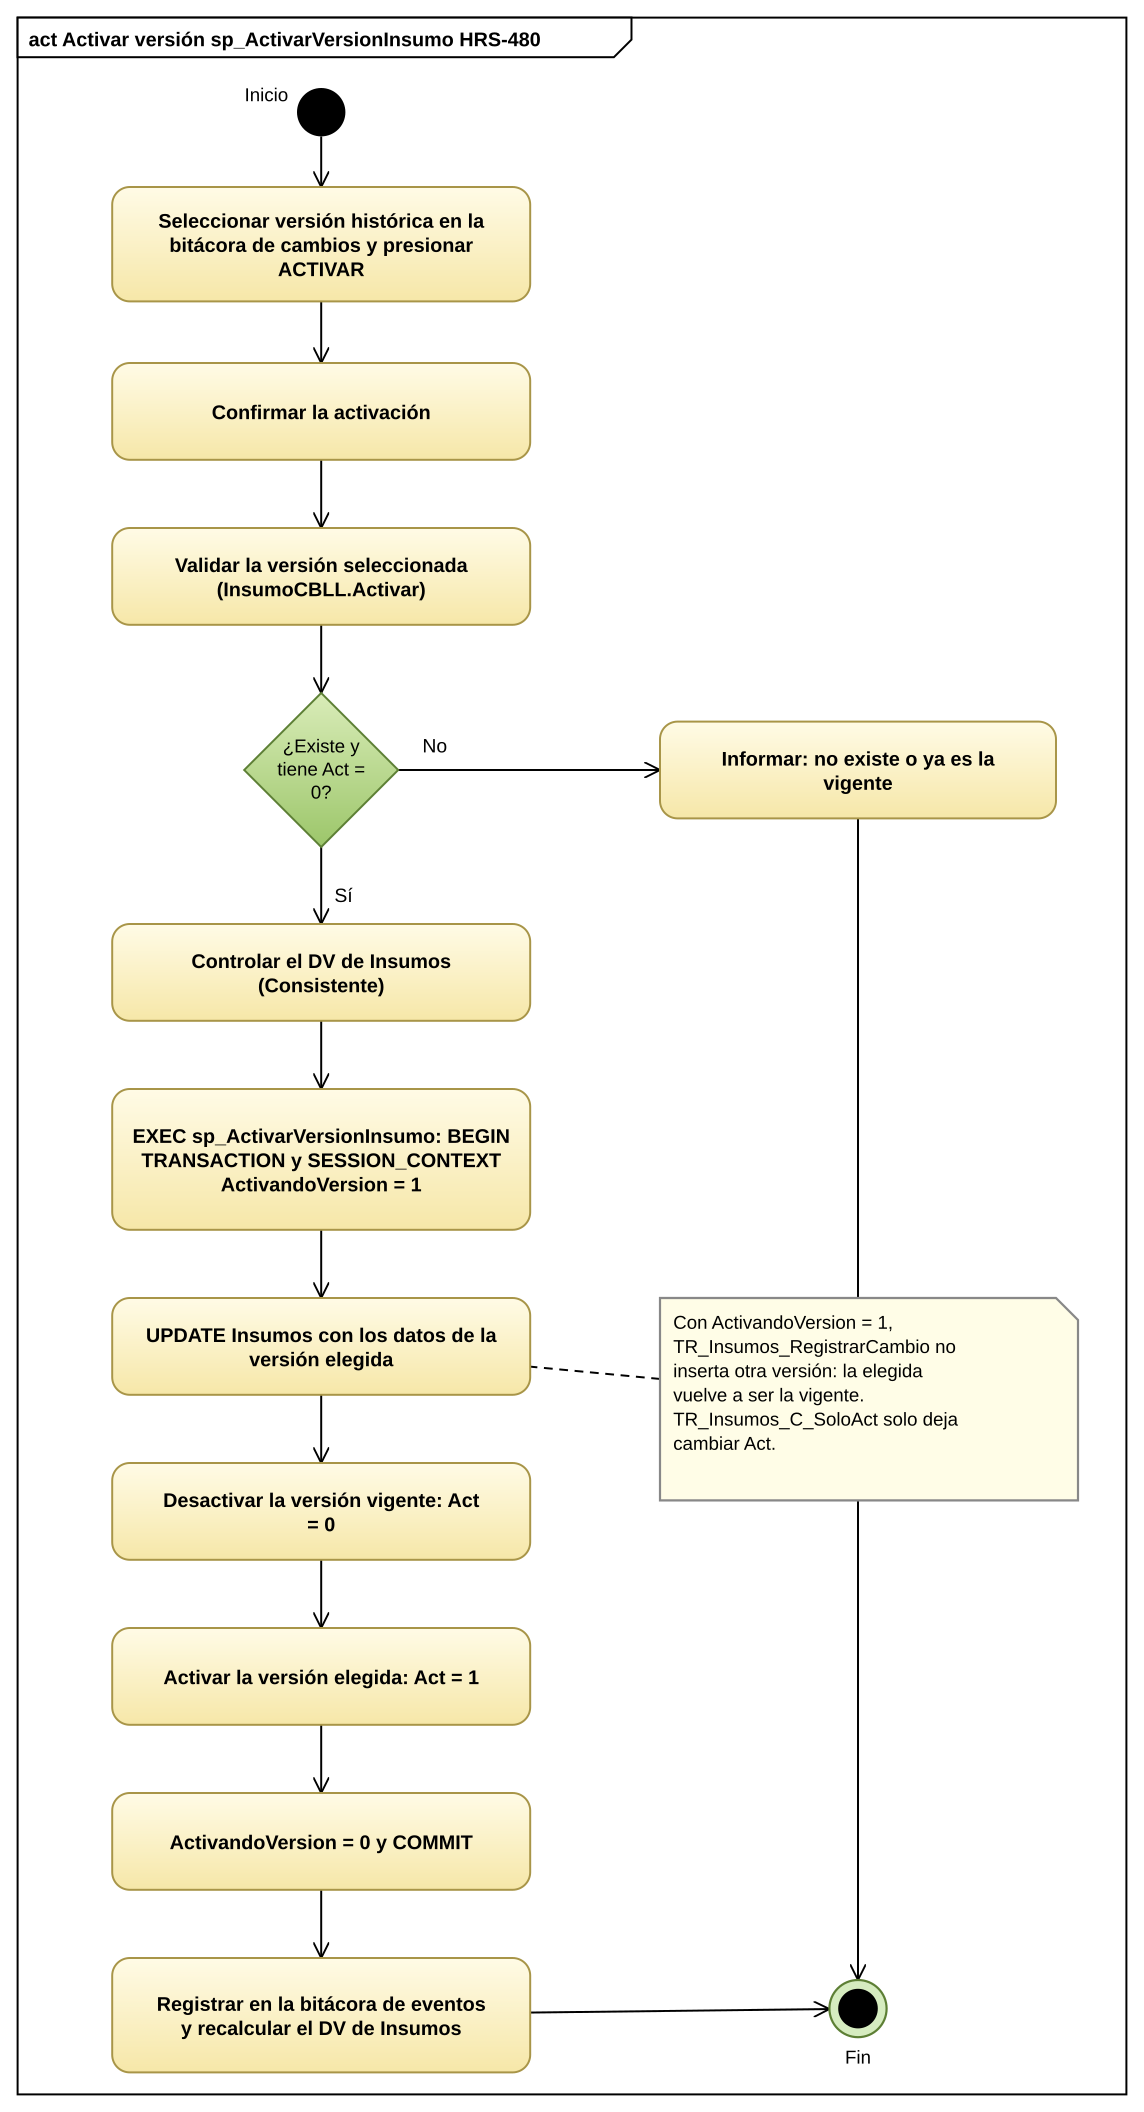 act Activar versión sp_ActivarVersionInsumo HRS-480
Inicio
Seleccionar versión histórica en la
bitácora de cambios y presionar
ACTIVAR
Confirmar la activación
Validar la versión seleccionada
(InsumoCBLL.Activar)
¿Existe y
tiene Act =
0?
No
Informar: no existe o ya es la
vigente
Sí
Controlar el DV de Insumos
(Consistente)
EXEC sp_ActivarVersionInsumo: BEGIN
TRANSACTION y SESSION_CONTEXT
ActivandoVersion = 1
UPDATE Insumos con los datos de la
versión elegida
Con ActivandoVersion = 1,
TR_Insumos_RegistrarCambio no
inserta otra versión: la elegida
vuelve a ser la vigente.
TR_Insumos_C_SoloAct solo deja
cambiar Act.
Desactivar la versión vigente: Act
= 0
Activar la versión elegida: Act = 1
ActivandoVersion = 0 y COMMIT
Registrar en la bitácora de eventos
y recalcular el DV de Insumos
Fin